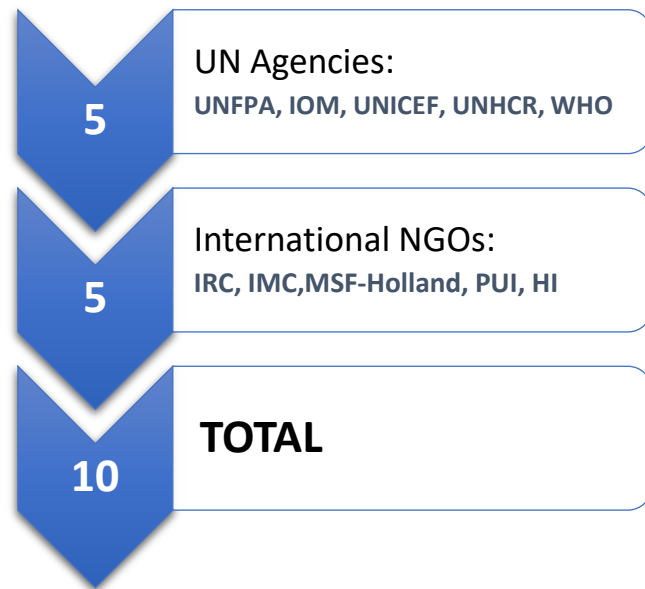 5
UN Agencies:
UNFPA, IOM, UNICEF, UNHCR, WHO
5
International NGOs:
IRC, IMC,MSF-Holland, PUI, HI
10
TOTAL